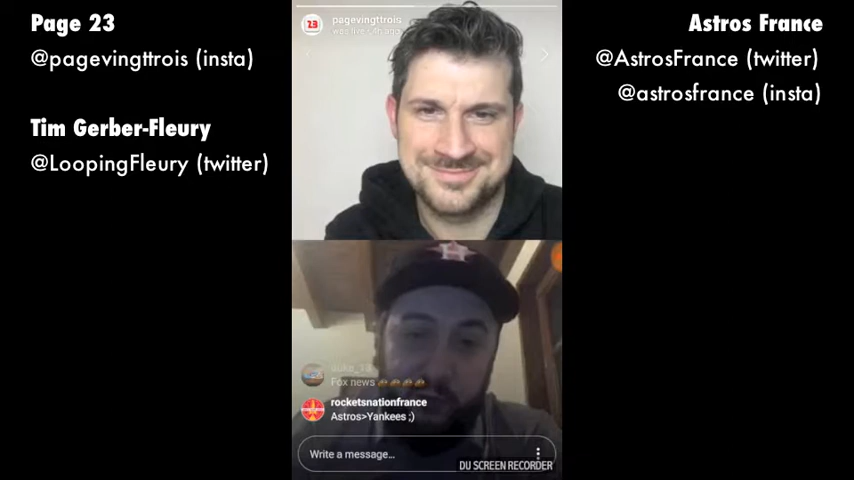 Page 23
@pagevingttrois (insta)
Tim Gerber-Fleury
@LoopingFleury (twitter)
Astros France
@AstrosFrance (twitter)
@astrosfrance (insta)
23
pagevingttrois
H
Fox news
rocketsnationfrance
Astros>Yankees ;)
Write a message...
DU SCREEN RECORDER